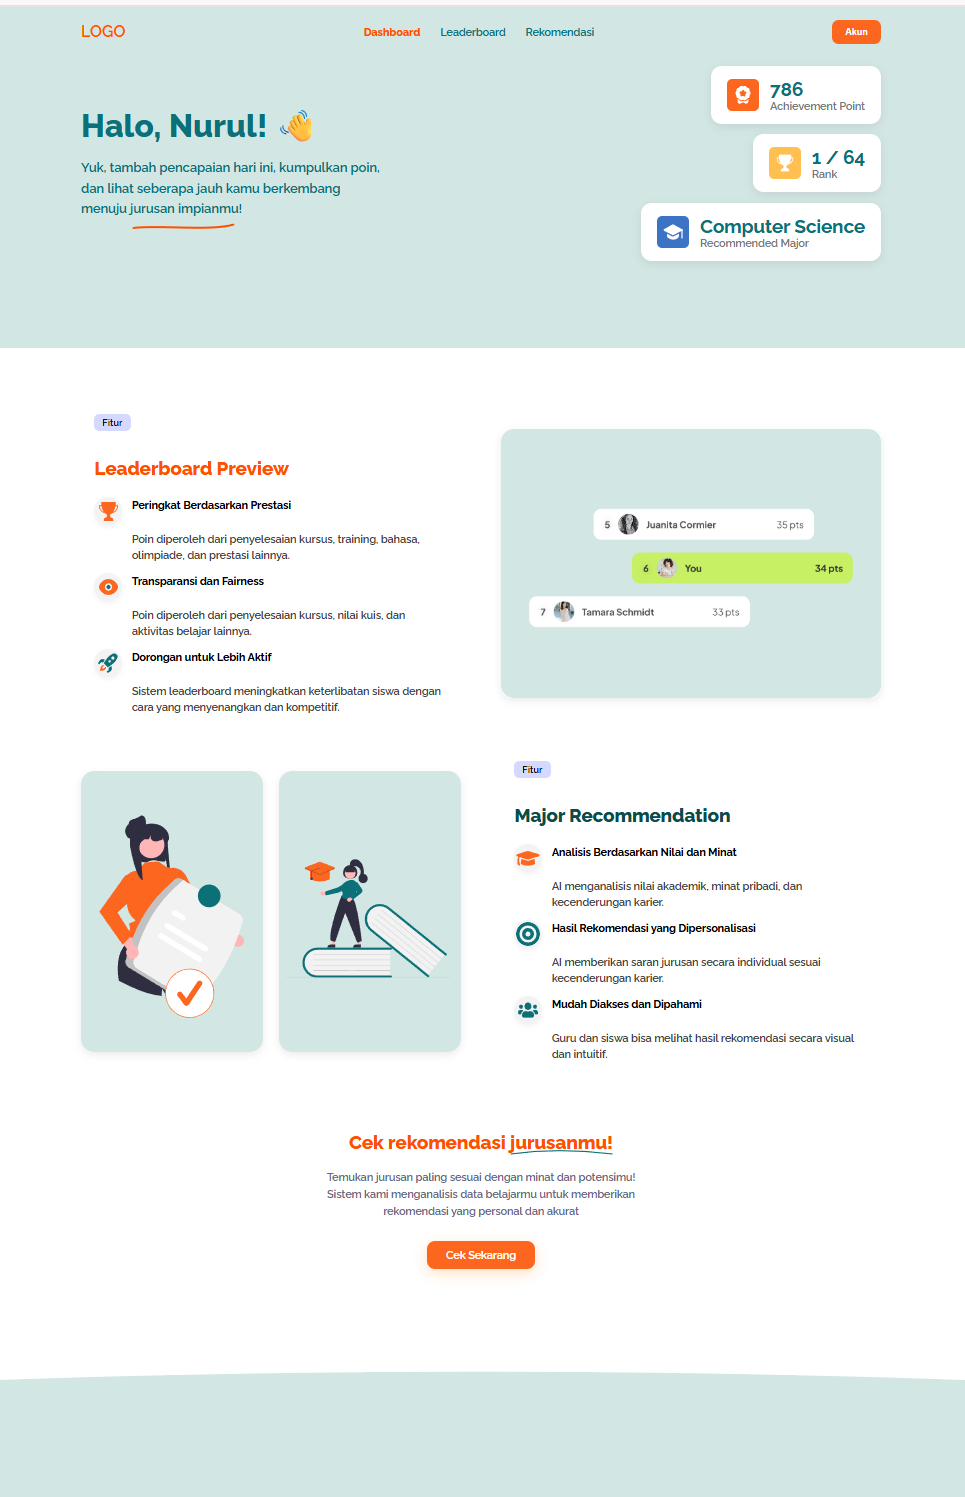 LOGO
Dashboard
Leaderboard
Rekomendasi
Akun
Halo, Nurul!
Yuk, tambah pencapaian hari ini, kumpulkan poin,
dan lihat seberapa jauh kamu berkembang
menuju jurusan impianmu!
786
Achievement Point
1 / 64
Rank
Computer Science
Recommended Major
Fitur
Leaderboard Preview
Peringkat Berdasarkan Prestasi
Poin diperoleh dari penyelesaian kursus, training, bahasa,
olimpiade, dan prestasi lainnya.
Transparansi dan Fairness
Poin diperoleh dari penyelesaian kursus, nilai kuis, dan
aktivitas belajar lainnya.
Dorongan untuk Lebih Aktif
Sistem leaderboard meningkatkan keterlibatan siswa dengan
cara yang menyenangkan dan kompetitif.
5 Juanita Cormier 35 pts
6 You 34 pts
7 Tamara Schmidt 33 pts
Fitur
Major Recommendation
Analisis Berdasarkan Nilai dan Minat
AI menganalisis nilai akademik, minat pribadi, dan
kecenderungan karier.
Hasil Rekomendasi yang Dipersonalisasi
AI memberikan saran jurusan secara individual sesuai
kecenderungan karier.
Mudah Diakses dan Dipahami
Guru dan siswa bisa melihat hasil rekomendasi secara visual
dan intuitif.
Cek rekomendasi jurusanmu!
Temukan jurusan paling sesuai dengan minat dan potensimu!
Sistem kami menganalisis data belajarmu untuk memberikan
rekomendasi yang personal dan akurat
Cek Sekarang